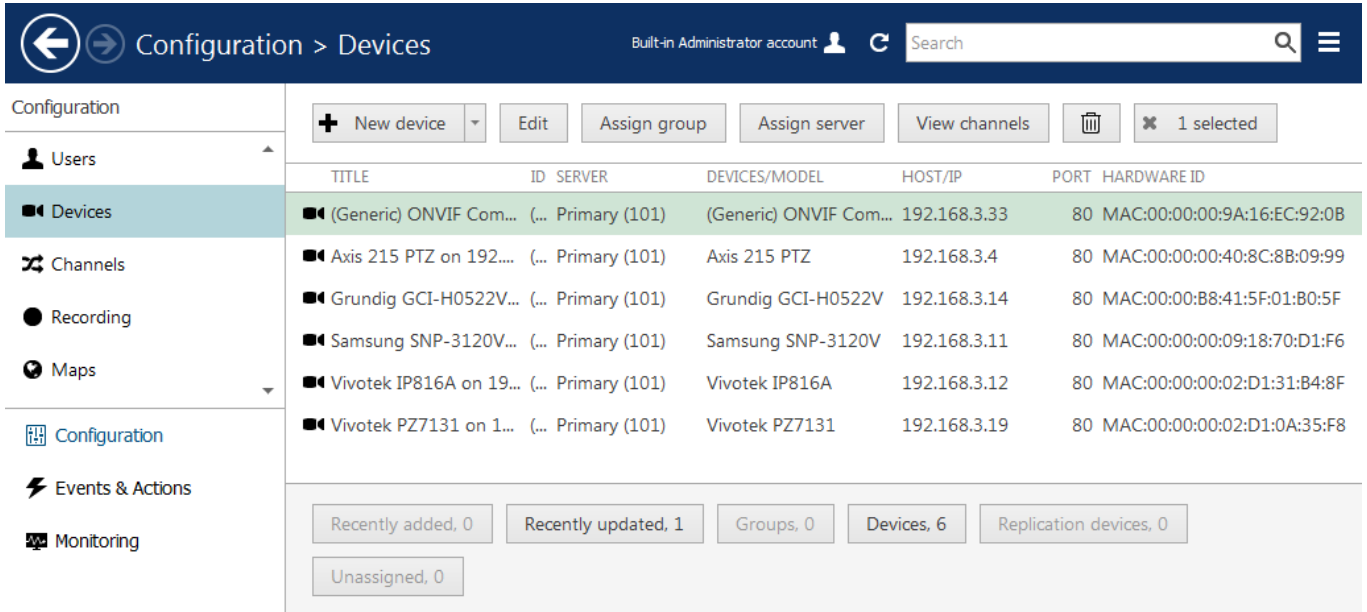 Configuration > Devices
Built-in Administrator account
Search
Configuration
Users
Devices
Channels
Recording
Maps
Configuration
Events & Actions
Monitoring
New device
Edit
Assign group
Assign server
View channels
1 selected
TITLE ID SERVER DEVICES/MODEL HOST/IP PORT HARDWARE ID
(Generic) ONVIF Com... (... Primary (101) (Generic) ONVIF Com... 192.168.3.33 80 MAC:00:00:00:9A:16:EC:92:0B
Axis 215 PTZ on 192.... (... Primary (101) Axis 215 PTZ 192.168.3.4 80 MAC:00:00:00:40:8C:8B:09:99
Grundig GCI-H0522V... (... Primary (101) Grundig GCI-H0522V 192.168.3.14 80 MAC:00:00:B8:41:5F:01:B0:5F
Samsung SNP-3120V... (... Primary (101) Samsung SNP-3120V 192.168.3.11 80 MAC:00:00:00:09:18:70:D1:F6
Vivotek IP816A on 19... (... Primary (101) Vivotek IP816A 192.168.3.12 80 MAC:00:00:00:02:D1:31:B4:8F
Vivotek PZ7131 on 1... (... Primary (101) Vivotek PZ7131 192.168.3.19 80 MAC:00:00:00:02:D1:0A:35:F8
Recently added, 0
Recently updated, 1
Groups, 0
Devices, 6
Replication devices, 0
Unassigned, 0